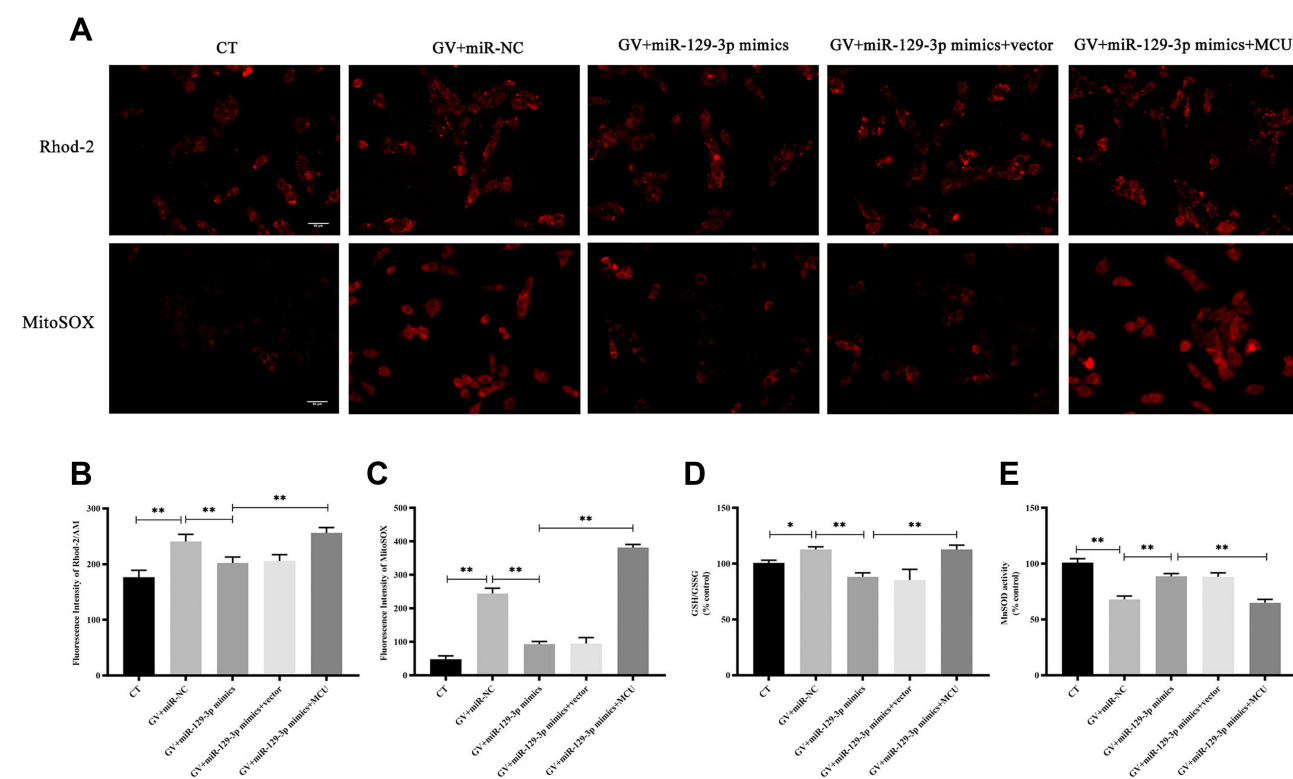 A
CT
GV+miR-NC
GV+miR-129-3p mimics
GV+miR-129-3p mimics+vector
GV+miR-129-3p mimics+MCU
Rhod-2
MitoSOX
B
Fluorescence Intensity of Rhod-2/AM
300
200
100
0
**
**
**
CT
GV+miR-NC
GV+miR-129-3p mimics
GV+miR-129-3p mimics+vector
GV+miR-129-3p mimics+MCU
C
Fluorescence Intensity of MitoSOX
500
400
300
200
100
0
**
**
**
CT
GV+miR-NC
GV+miR-129-3p mimics
GV+miR-129-3p mimics+vector
GV+miR-129-3p mimics+MCU
D
GSH/GSSG
(% control)
150
100
50
0
*
**
**
CT
GV+miR-NC
GV+miR-129-3p mimics
GV+miR-129-3p mimics+vector
GV+miR-129-3p mimics+MCU
E
MnSOD activity
(% control)
150
100
50
0
**
**
**
CT
GV+miR-NC
GV+miR-129-3p mimics
GV+miR-129-3p mimics+vector
GV+miR-129-3p mimics+MCU